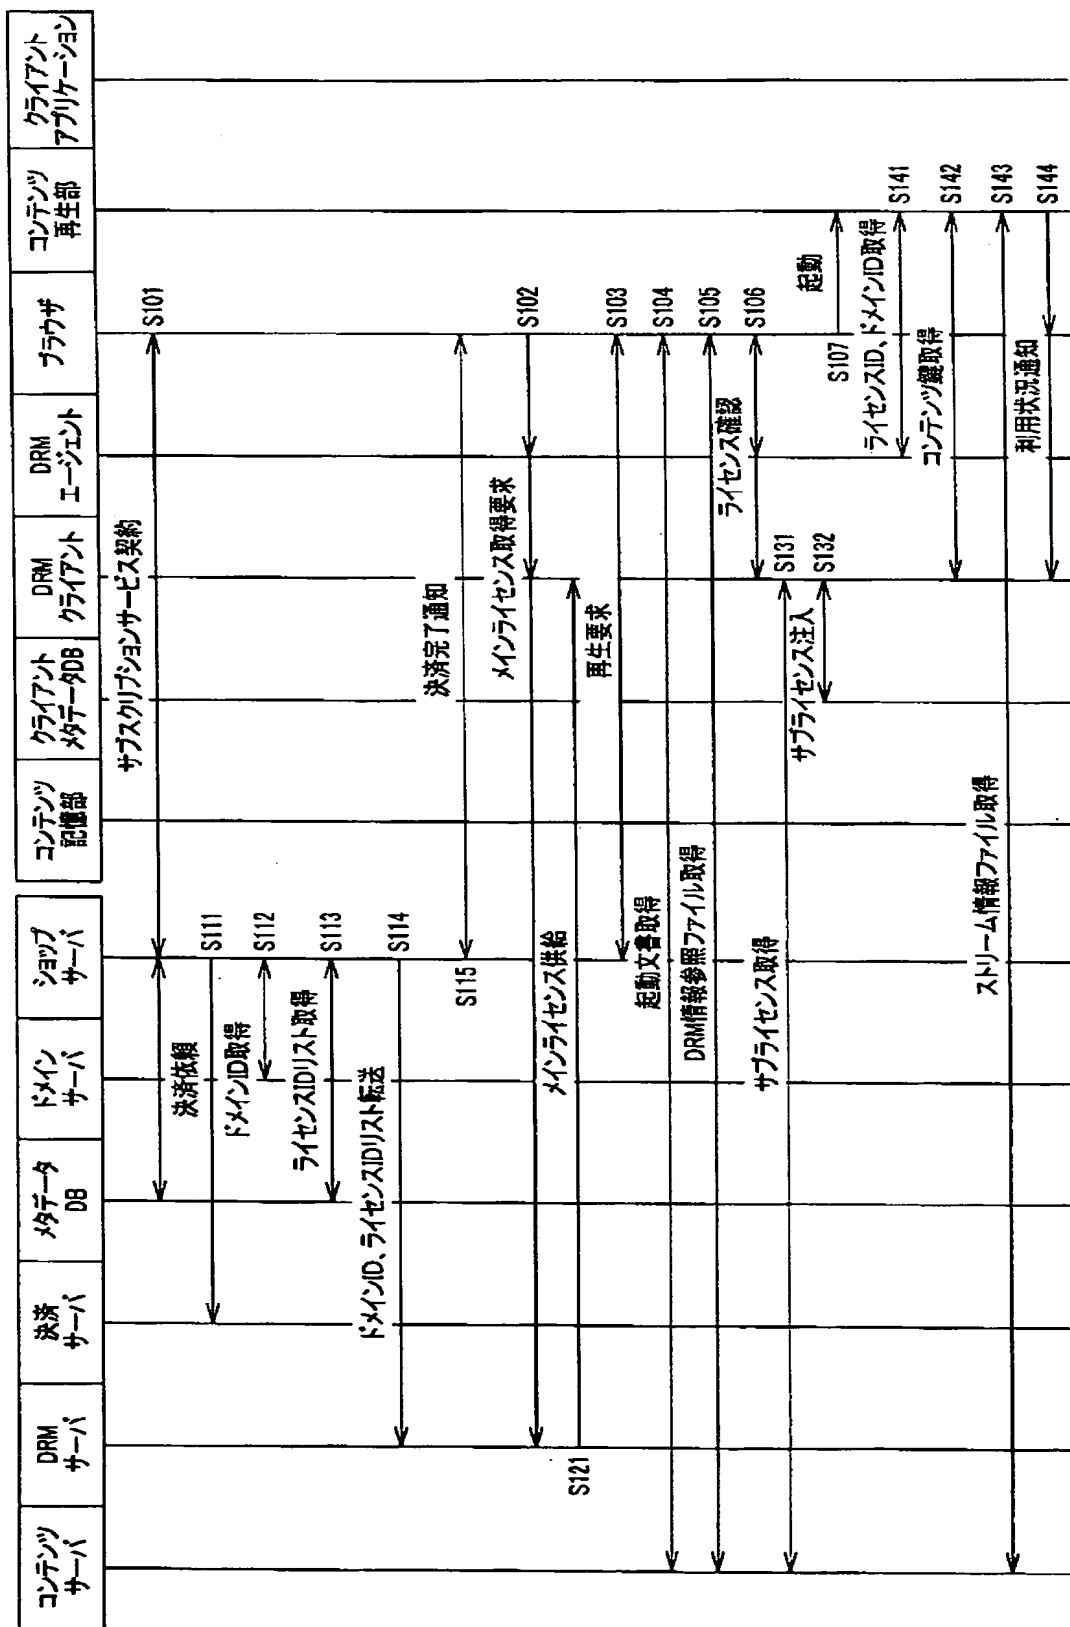 コンテンツ
サーバ
DRM
サーバ
決済
サーバ
メタデータ
DB
ドメイン
サーバ
ショップ
サーバ
コンテンツ
記憶部
クライアント
メタデータDB
DRM
クライアント
DRM
エージェント
ブラウザ
コンテンツ
再生部
クライアント
アプリケーション
サブスクリプションサービス契約
S101
決済依頼
S111
ドメインID取得
S112
ライセンスIDリスト取得
S113
ドメインID、ライセンスIDリスト転送
S114
決済完了通知
S115
メインライセンス取得要求
S102
メインライセンス供給
S121
再生要求
S103
起動文書取得
S104
DRM情報参照ファイル取得
S105
ライセンス確認
S106
サブライセンス取得
S131
サブライセンス注入
S132
起動
S107
ライセンスID、ドメインID取得
S141
コンテンツ鍵取得
S142
ストリーム情報ファイル取得
S143
利用状況通知
S144